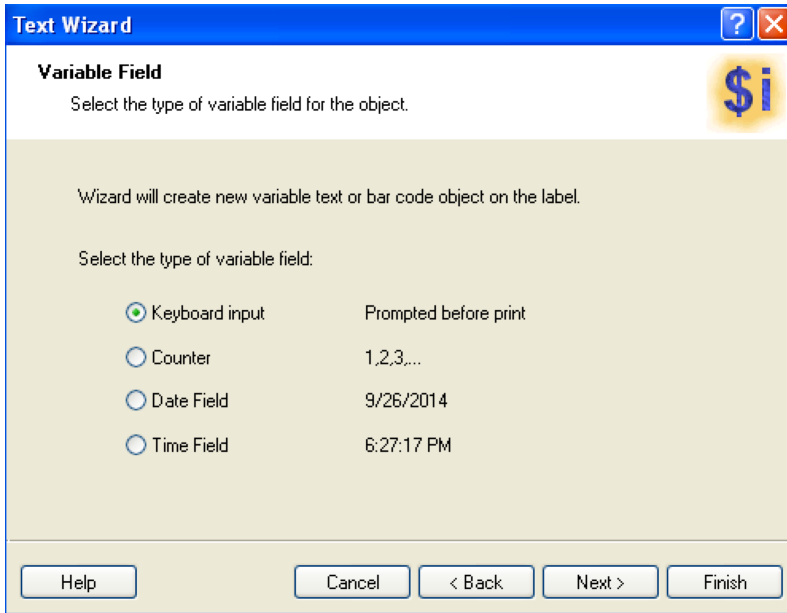 Text Wizard
Variable Field
Select the type of variable field for the object.
$i
Wizard will create new variable text or bar code object on the label.
Select the type of variable field:
Keyboard input Prompted before print
Counter 1,2,3,...
Date Field 9/26/2014
Time Field 6:27:17 PM
Help Cancel < Back Next > Finish